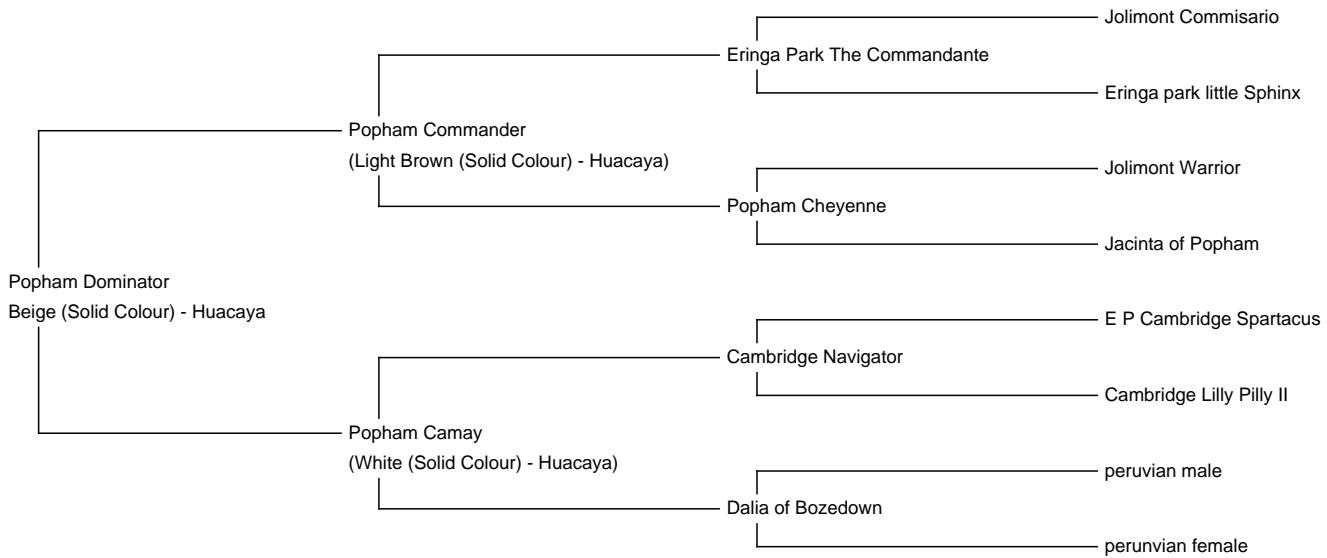 Jolimont Commisario
Eringa Park The Commandante
Eringa park little Sphinx
Popham Commander
(Light Brown (Solid Colour) - Huacaya)
Jolimont Warrior
Popham Cheyenne
Jacinta of Popham
Popham Dominator
Beige (Solid Colour) - Huacaya
E P Cambridge Spartacus
Cambridge Navigator
Cambridge Lilly Pilly II
Popham Camay
(White (Solid Colour) - Huacaya)
peruvian male
Dalia of Bozedown
perunvian female